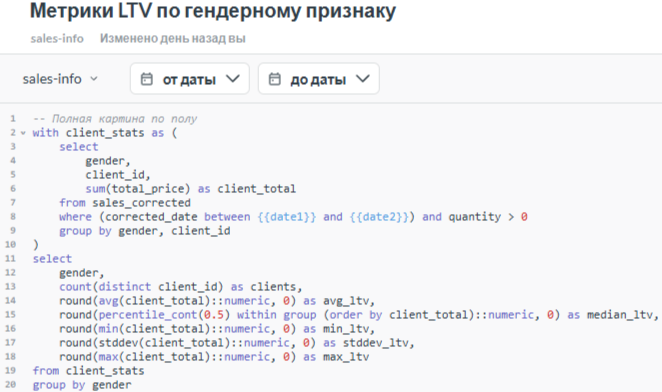 Метрики LTV по гендерному признаку
sales-info Изменено день назад вы
sales-info от даты до даты
1 -- Полная картина по полу
2 with client_stats as (
3 select
4 gender,
5 client_id,
6 sum(total_price) as client_total
7 from sales_corrected
8 where (corrected_date between {{date1}} and {{date2}}) and quantity > 0
9 group by gender, client_id
10 )
11 select
12 gender,
13 count(distinct client_id) as clients,
14 round(avg(client_total)::numeric, 0) as avg_ltv,
15 round(percentile_cont(0.5) within group (order by client_total)::numeric, 0) as median_ltv,
16 round(min(client_total)::numeric, 0) as min_ltv,
17 round(stddev(client_total)::numeric, 0) as stddev_ltv,
18 round(max(client_total)::numeric, 0) as max_ltv
19 from client_stats
20 group by gender